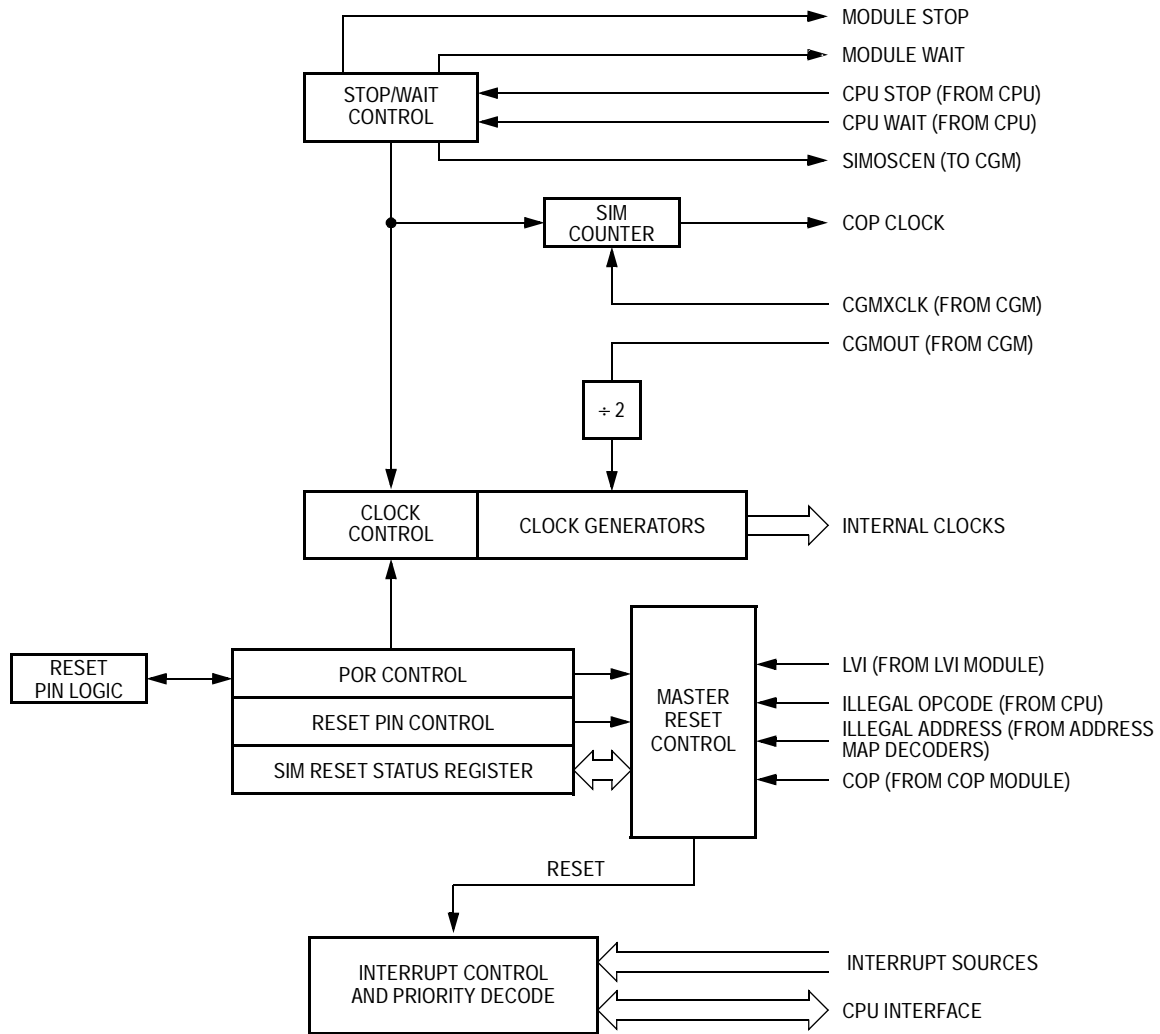 MODULE STOP
MODULE WAIT
STOP/WAIT
CONTROL
CPU STOP (FROM CPU)
CPU WAIT (FROM CPU)
SIMOSCEN (TO CGM)
SIM
COUNTER
COP CLOCK
CGMXCLK (FROM CGM)
CGMOUT (FROM CGM)
÷ 2
CLOCK
CONTROL
CLOCK GENERATORS
INTERNAL CLOCKS
RESET
PIN LOGIC
POR CONTROL
RESET PIN CONTROL
SIM RESET STATUS REGISTER
MASTER
RESET
CONTROL
LVI (FROM LVI MODULE)
ILLEGAL OPCODE (FROM CPU)
ILLEGAL ADDRESS (FROM ADDRESS
MAP DECODERS)
COP (FROM COP MODULE)
RESET
INTERRUPT CONTROL
AND PRIORITY DECODE
INTERRUPT SOURCES
CPU INTERFACE